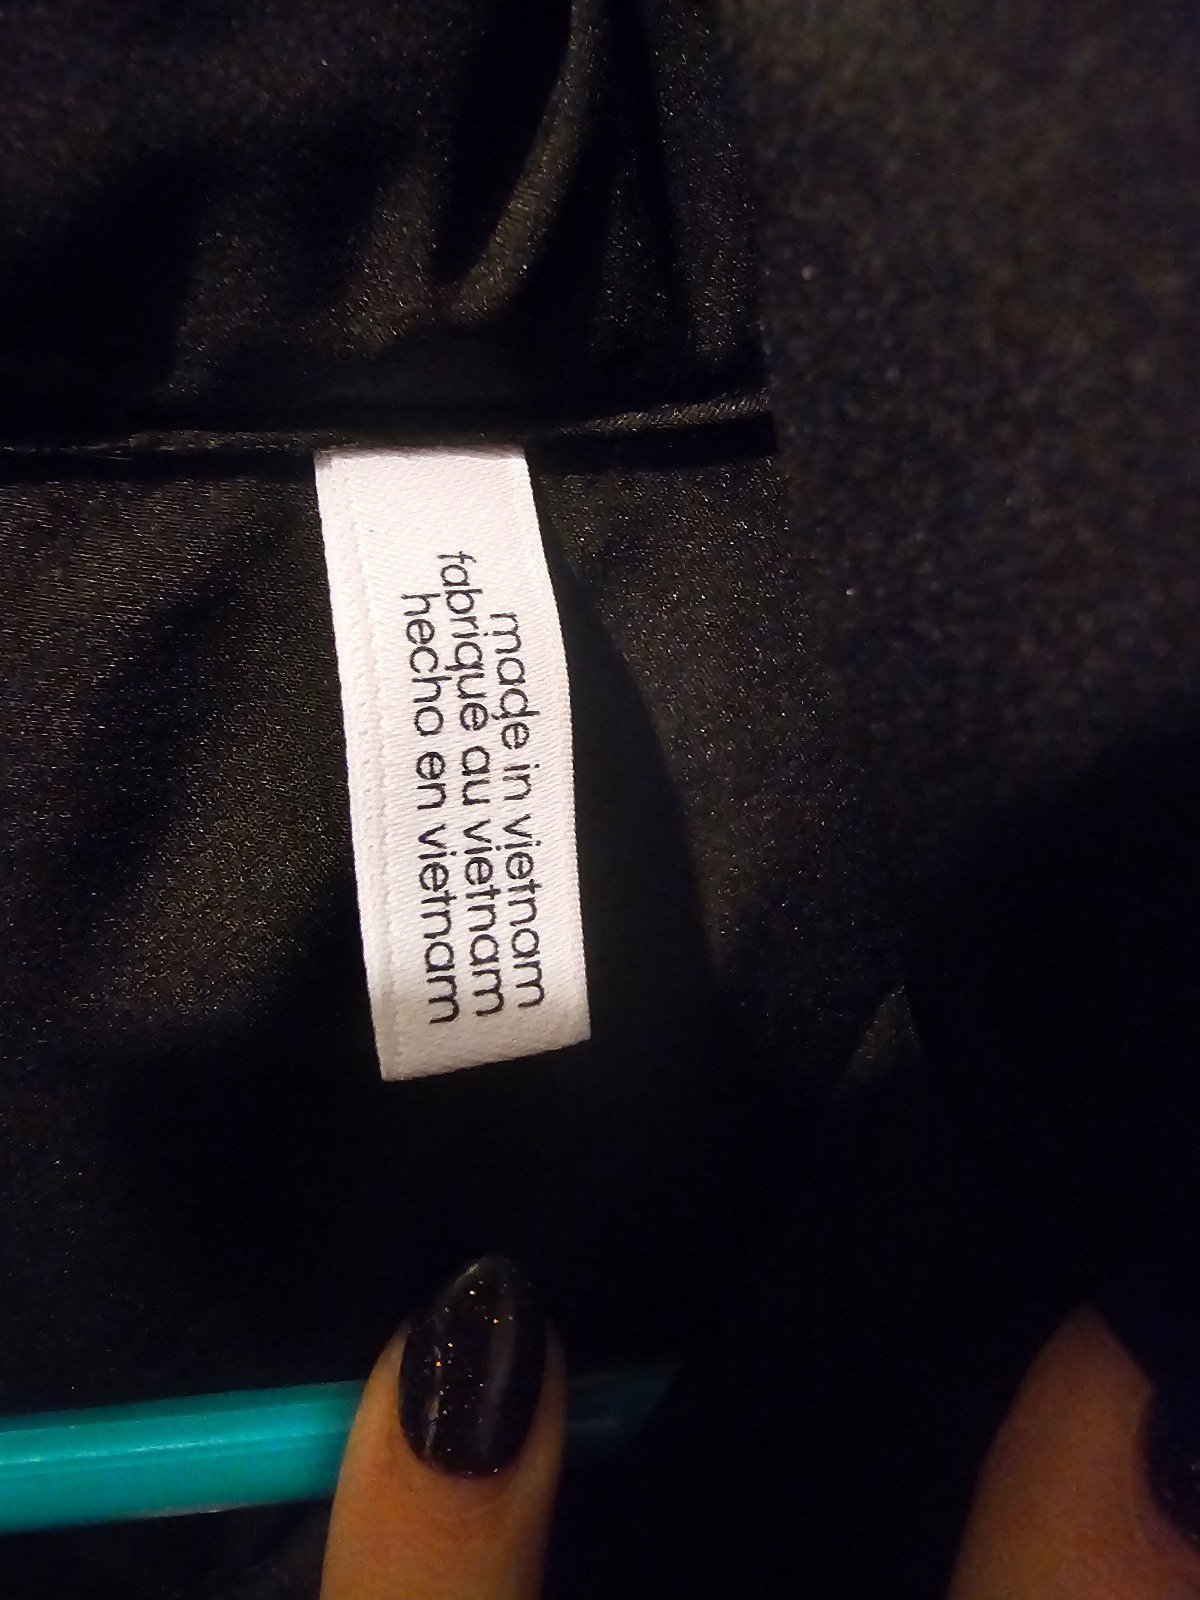 made in vietnam
fabrique au vietnam
hecho en vietnam